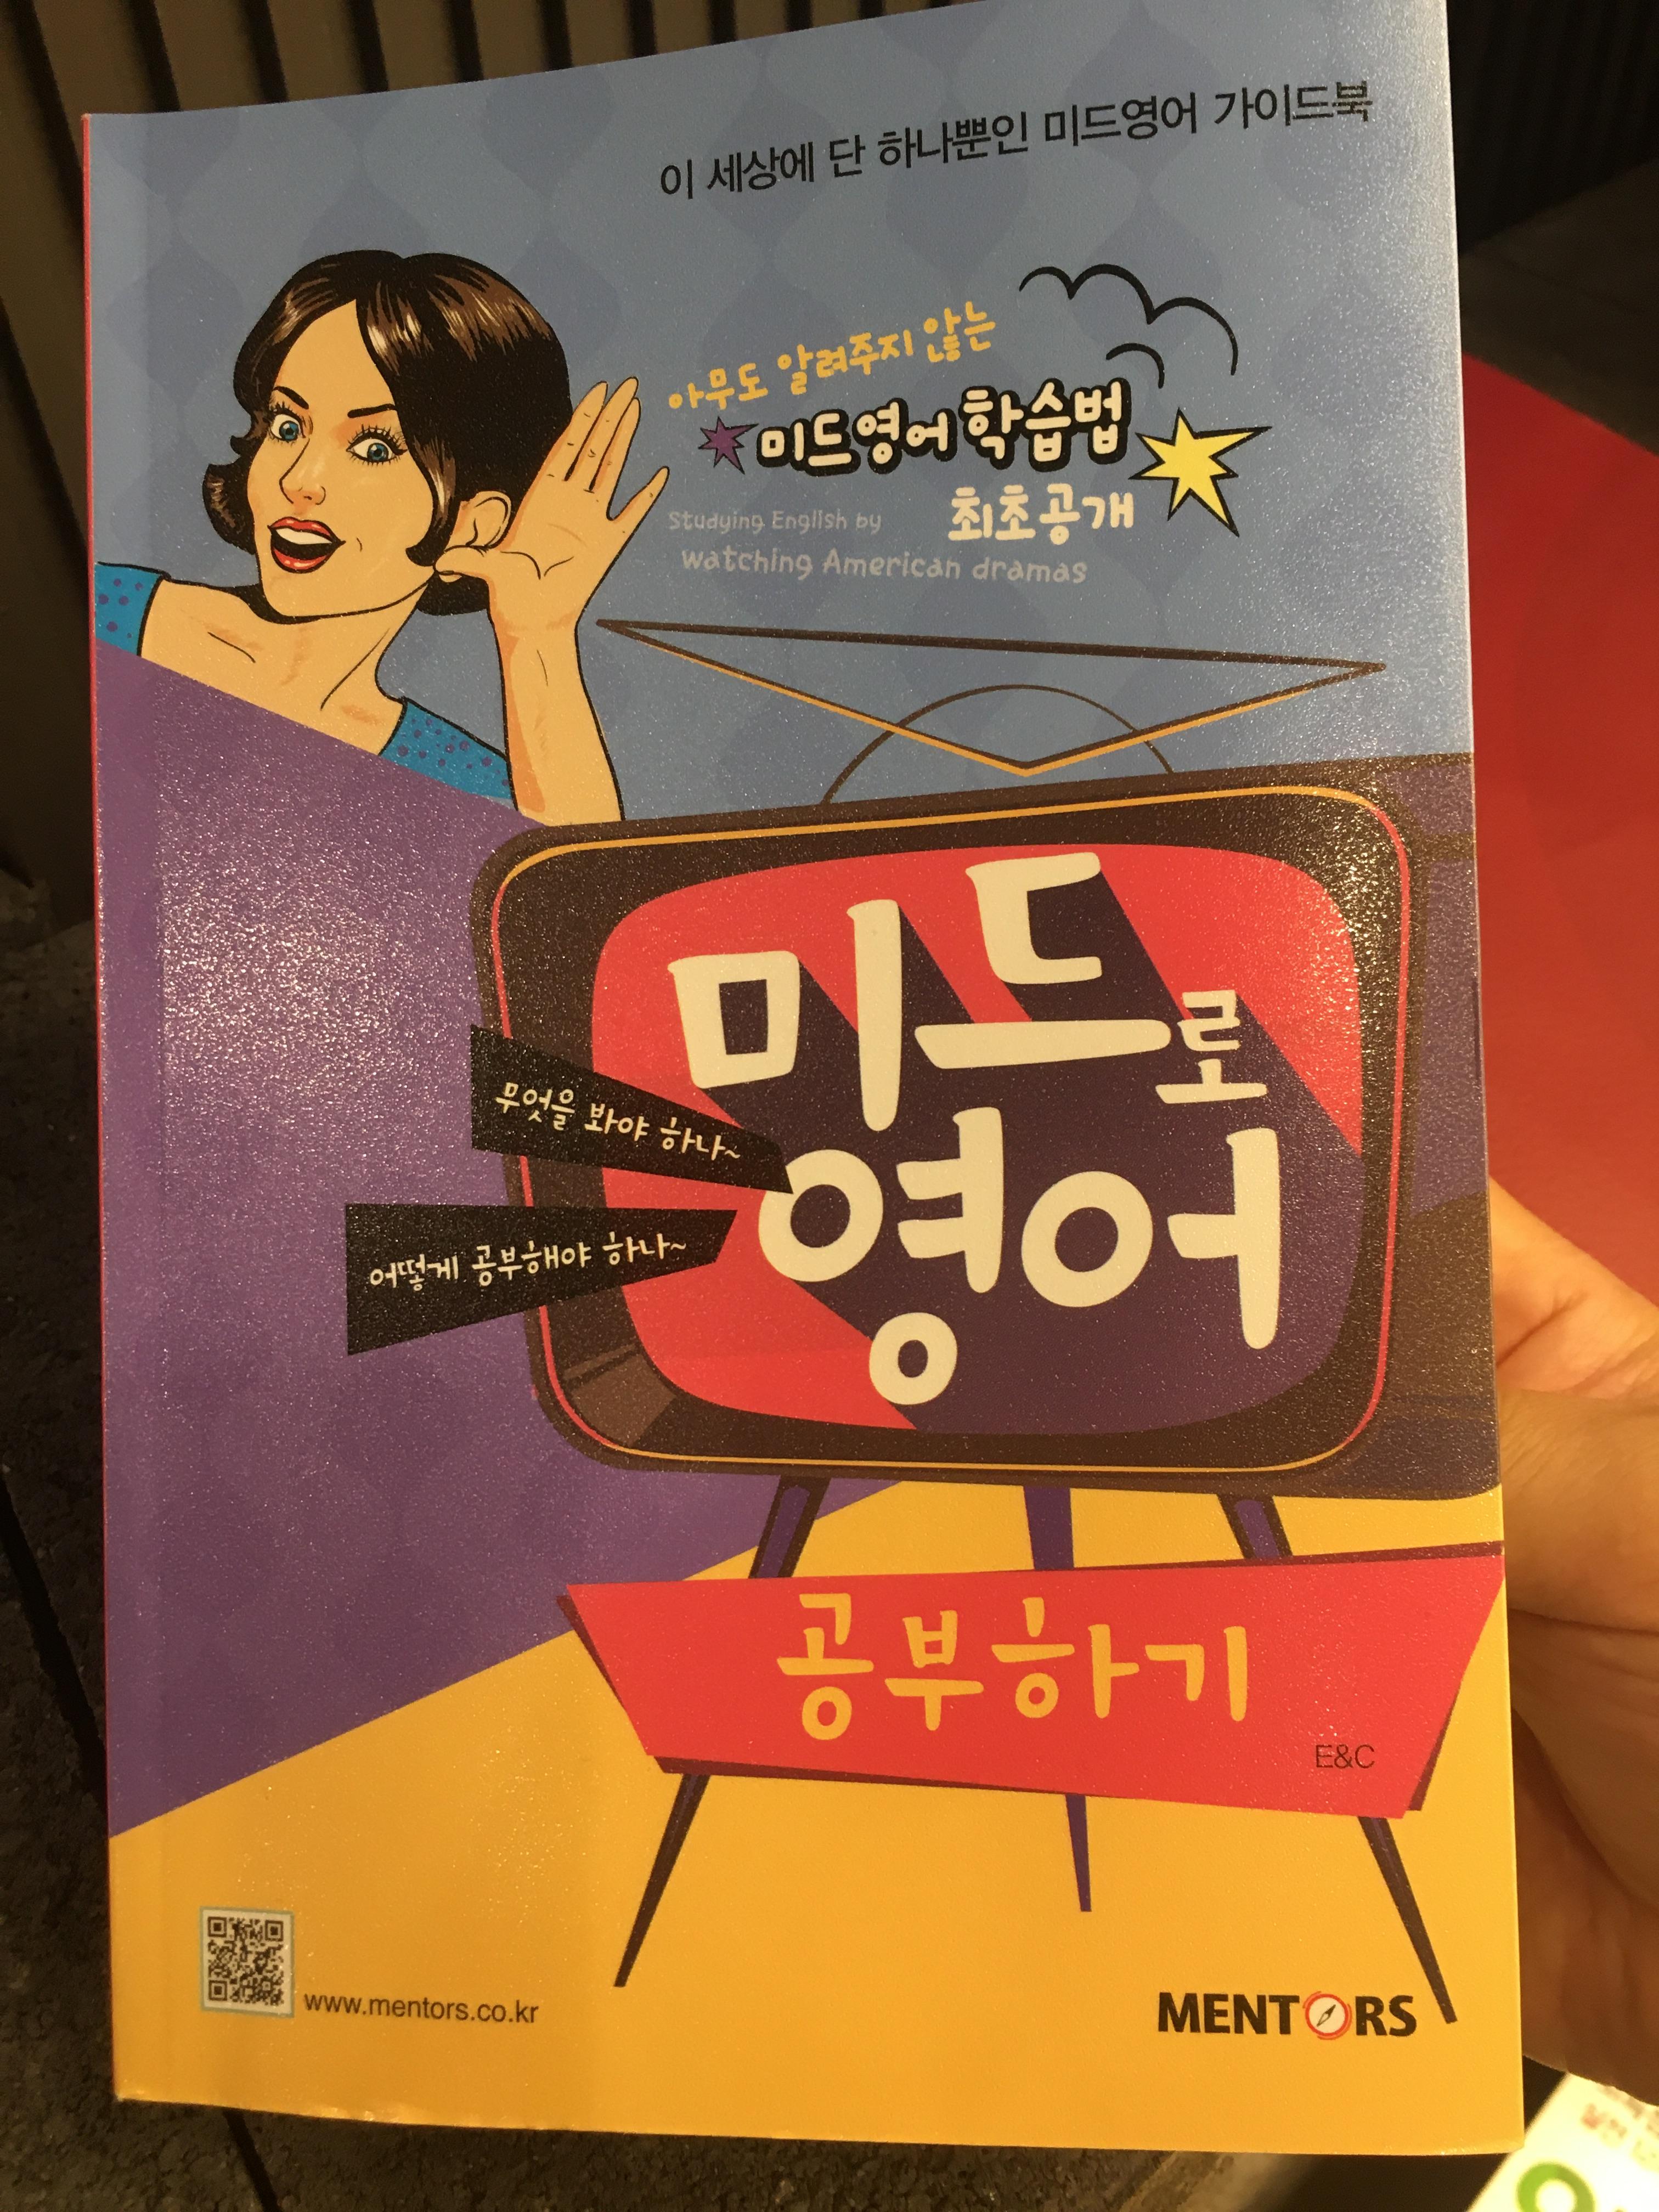 이 세상에 단 하나뿐인 미드영어 가이드북
아무도 알려주지 않는
미드영어 학습법
최초공개
Studying English by
watching American dramas
미드로
영어
무엇을 봐야 하나~
어떻게 공부해야 하나~
공부하기
E&C
www.mentors.co.kr
MENTORS